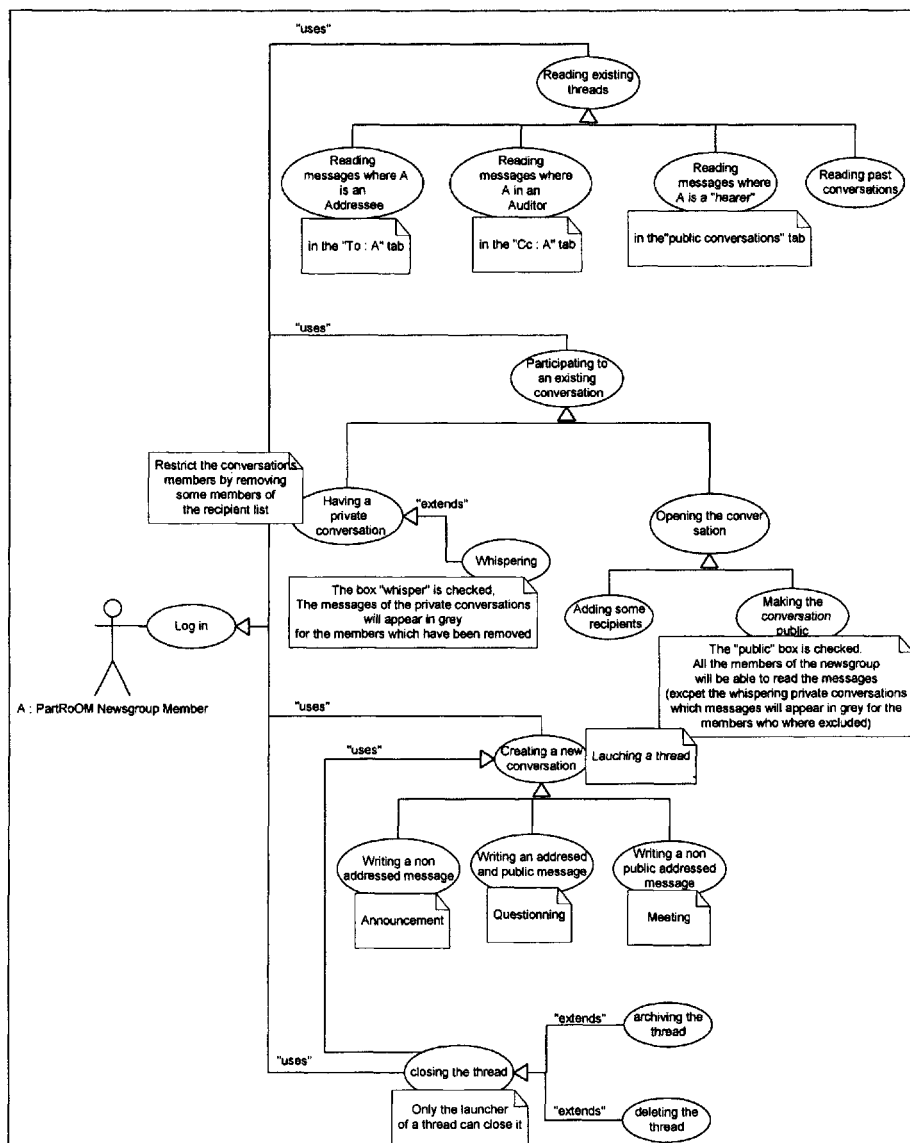 "uses"
Reading existing
threads
Reading
messages where A
is an
Addressee
Reading
messages where
A in an
Auditor
Reading
messages where
A is a "hearer"
Reading past
conversations
in the "To : A" tab
in the "Cc : A" tab
in the"public conversations" tab
"uses"
Participating to
an existing
conversation
Restrict the conversations
members by removing
some members of
the recipient list
Having a
private
conversation
"extends"
Whispering
Opening the conver
sation
The box "whisper" is checked,
The messages of the private conversations
will appear in grey
for the members which have been removed
Adding some
recipients
Making the
conversation
public
The "public" box is checked.
All the members of the newsgroup
will be able to read the messages
(excpet the whispering private conversations
which messages will appear in grey for the
members who where excluded)
Log in
A : PartRoOM Newsgroup Member
"uses"
"uses"
Creating a new
conversation
Lauching a thread
Writing a non
addressed message
Writing an addresed
and public message
Writing a non
public addressed
message
Announcement
Questionning
Meeting
"extends"
archiving the
thread
"uses"
closing the thread
Only the launcher
of a thread can close it
"extends"
deleting the
thread